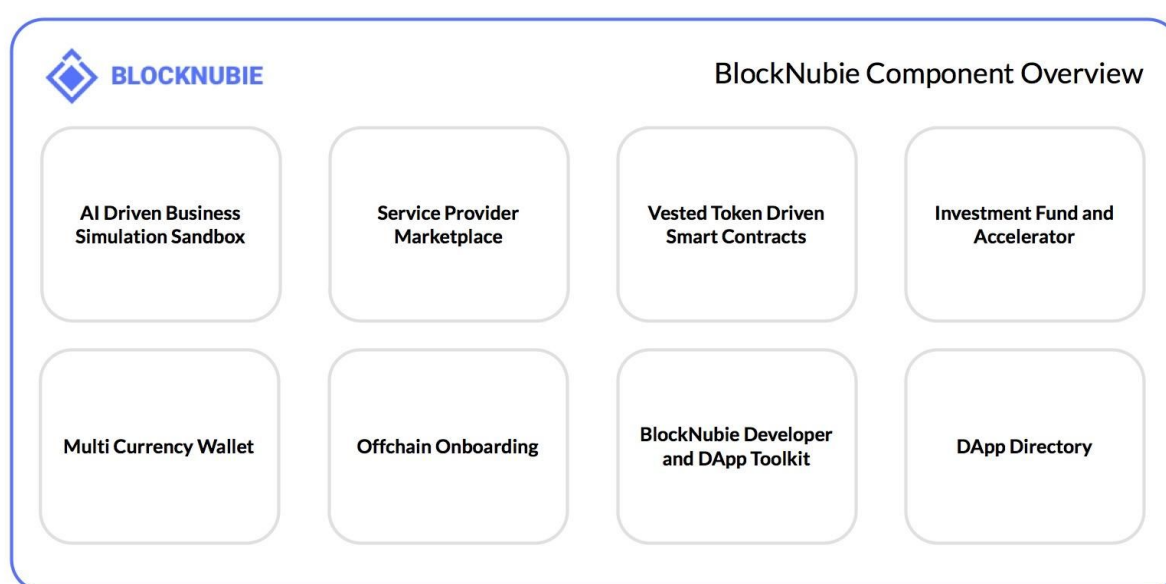 BLOCKNUBIE
BlockNubie Component Overview
AI Driven Business
Simulation Sandbox
Service Provider
Marketplace
Vested Token Driven
Smart Contracts
Investment Fund and
Accelerator
Multi Currency Wallet
Offchain Onboarding
BlockNubie Developer
and DApp Toolkit
DApp Directory